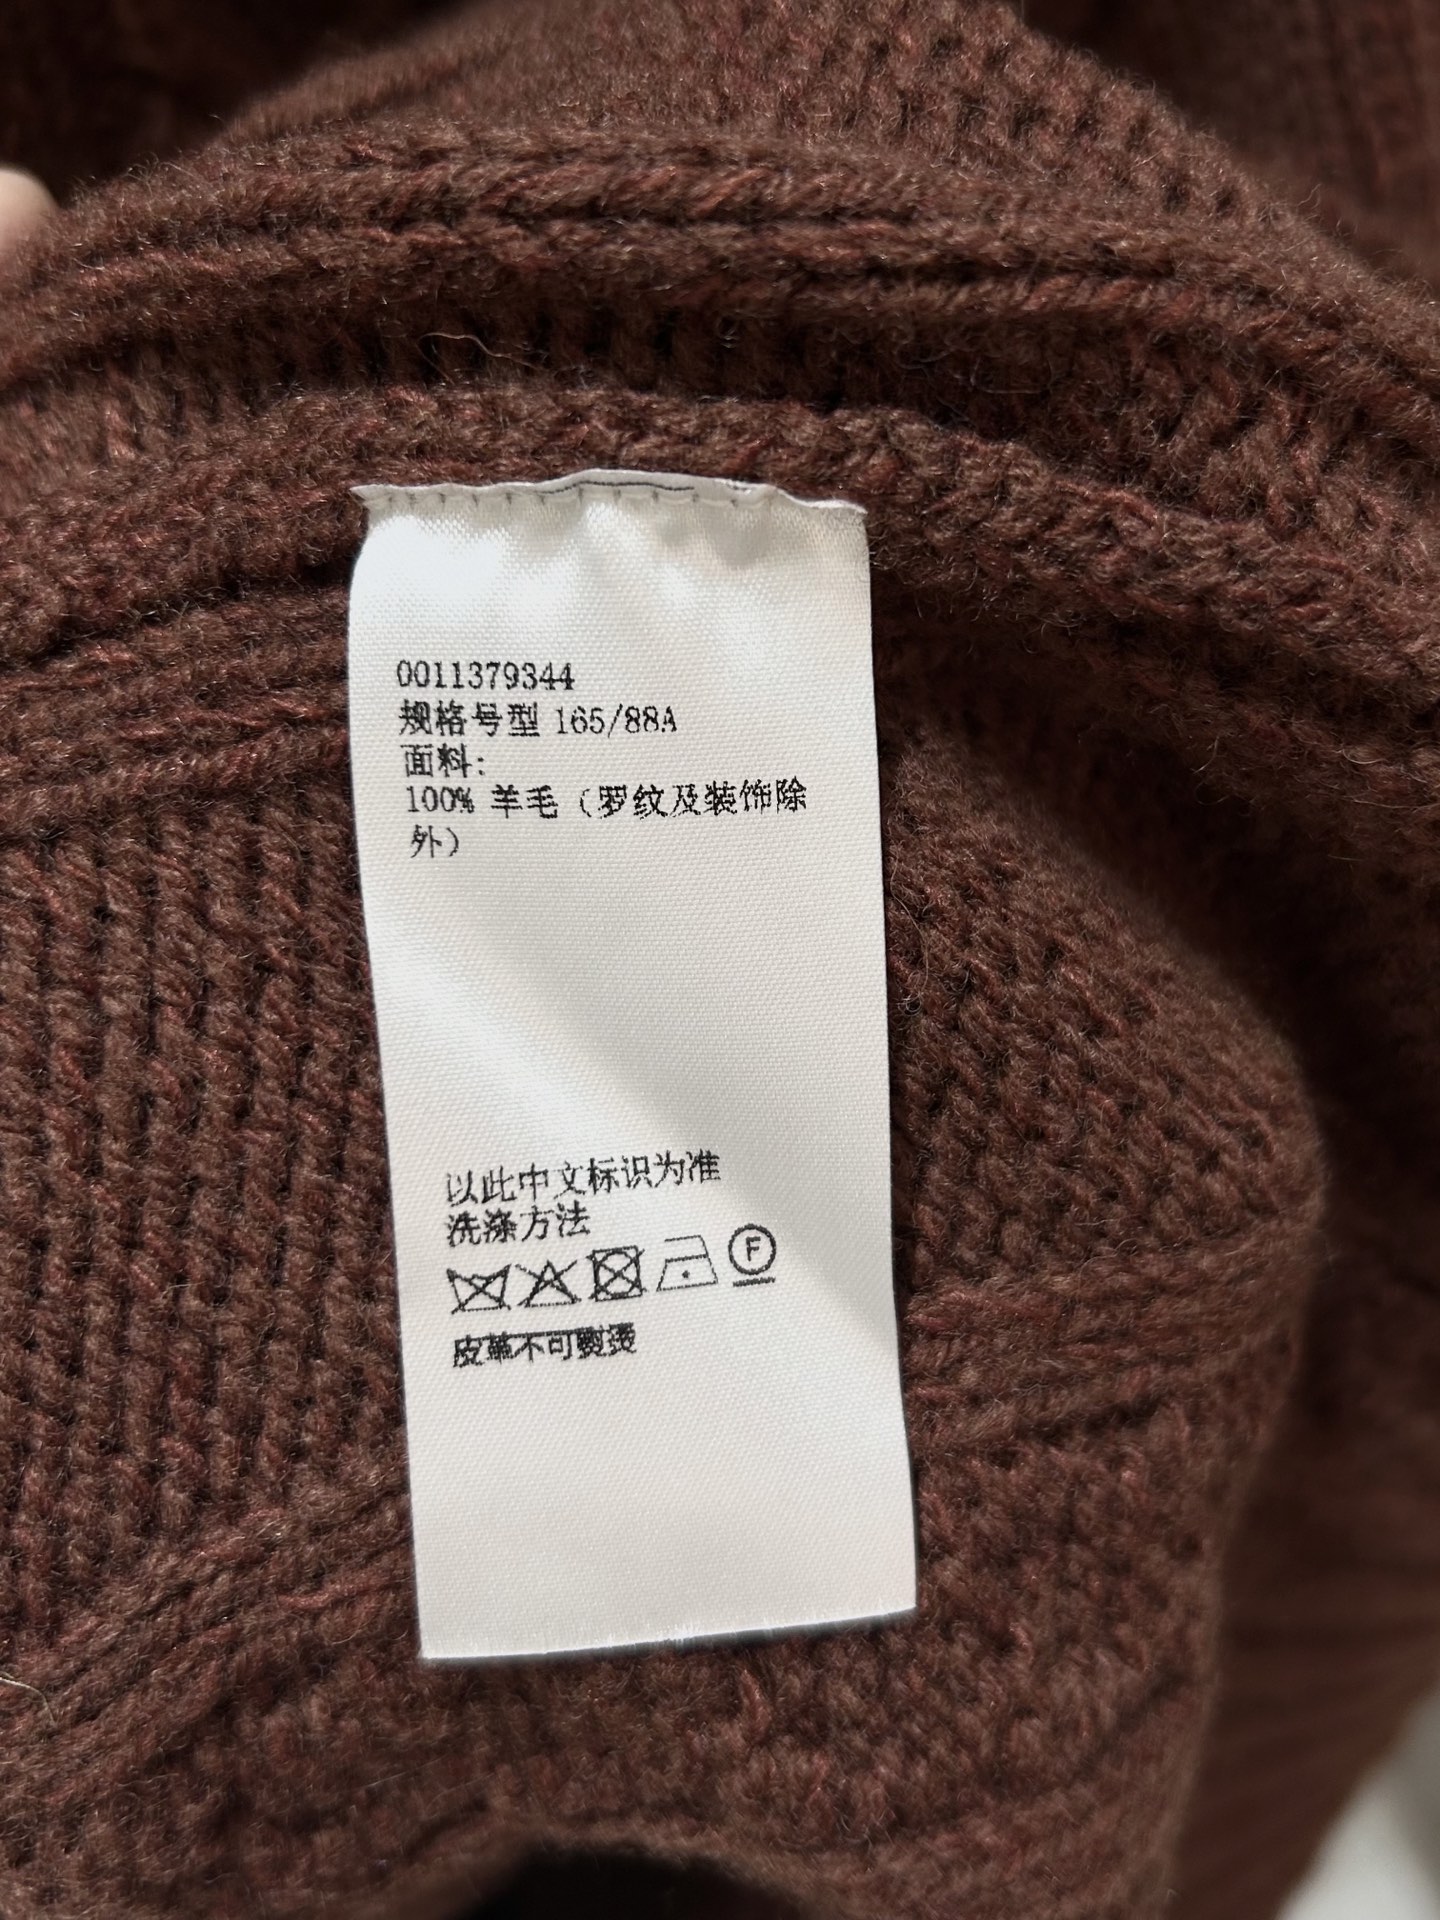 0011379344
规格号型 165/88A
面料:
100% 羊毛（罗纹及装饰除
外）
以此中文标识为准
洗涤方法
F
皮革不可熨烫